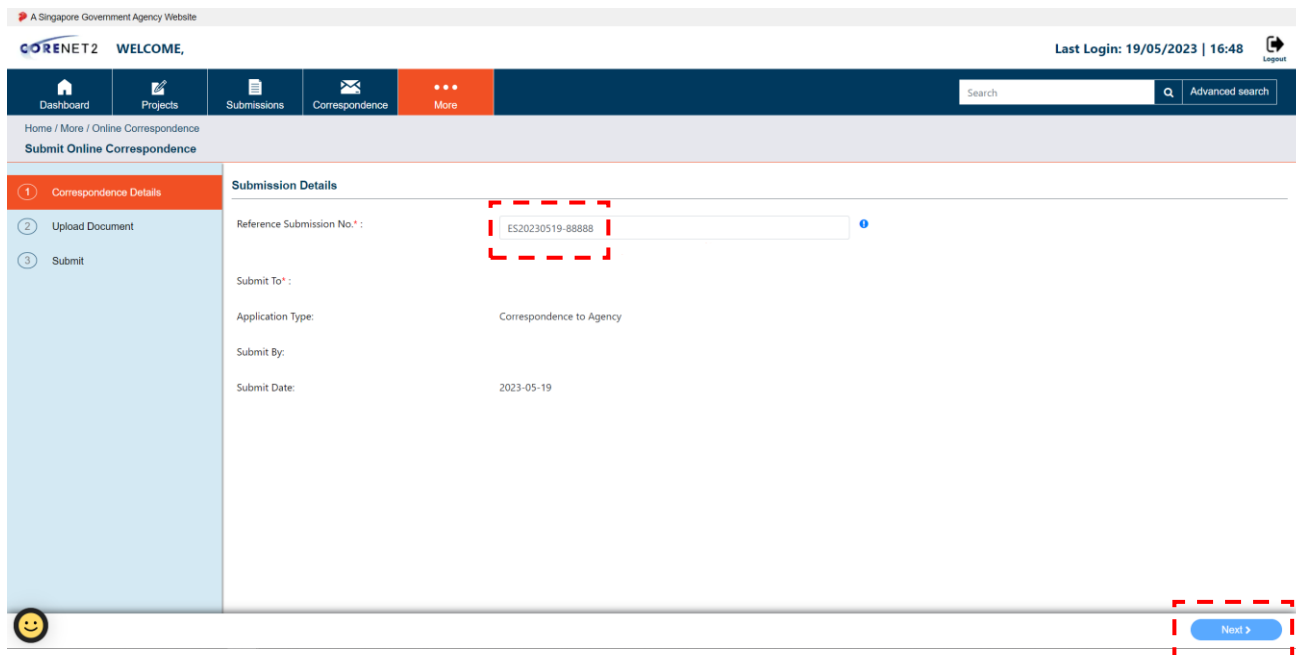 A Singapore Government Agency Website
CORENET2 WELCOME,
Last Login: 19/05/2023 | 16:48
Logout
Dashboard
Projects
Submissions
Correspondence
More
Search
Advanced search
Home / More / Online Correspondence
Submit Online Correspondence
1 Correspondence Details
2 Upload Document
3 Submit
Submission Details
Reference Submission No.* : ES20230519-88888
Submit To* :
Application Type: Correspondence to Agency
Submit By:
Submit Date: 2023-05-19
Next >